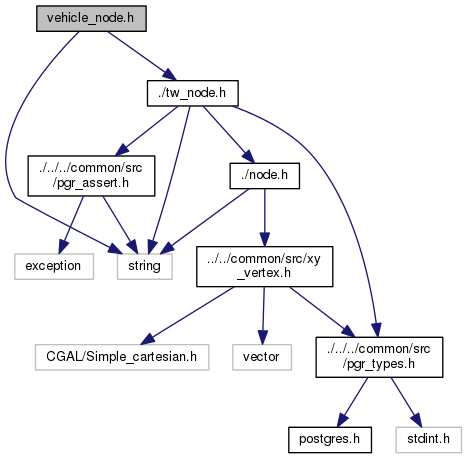 vehicle_node.h
./tw_node.h
./../../common/src
/pgr_assert.h
./node.h
exception
string
../../common/src/xy
_vertex.h
CGAL/Simple_cartesian.h
vector
./../../common/src
/pgr_types.h
postgres.h
stdint.h